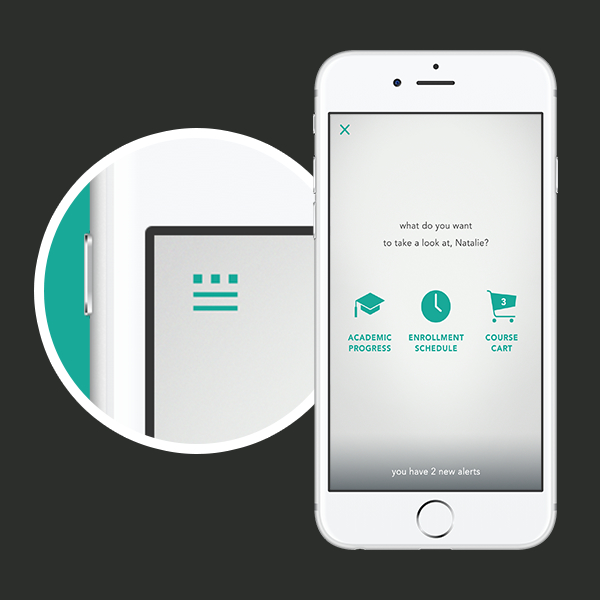 what do you want
to take a look at, Natalie?
3
ACADEMIC
PROGRESS
ENROLLMENT
SCHEDULE
COURSE
CART
you have 2 new alerts